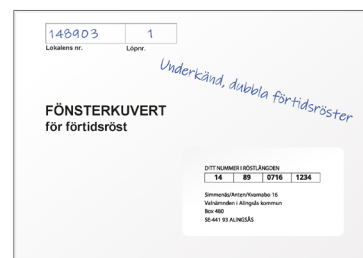 148903 1
Lokalens nr. Löpnr.
Underkänd, dubbla förtidsröster
FÖNSTERKUVERT
för förtidsröst
DITT NUMMER I RÖSTLÄNGDEN
14 89 0716 1234
Simmenäs/Anten/Kvarnabo 16
Valnämnden i Alingsås kommun
Box 480
SE-441 93 ALINGSÅS